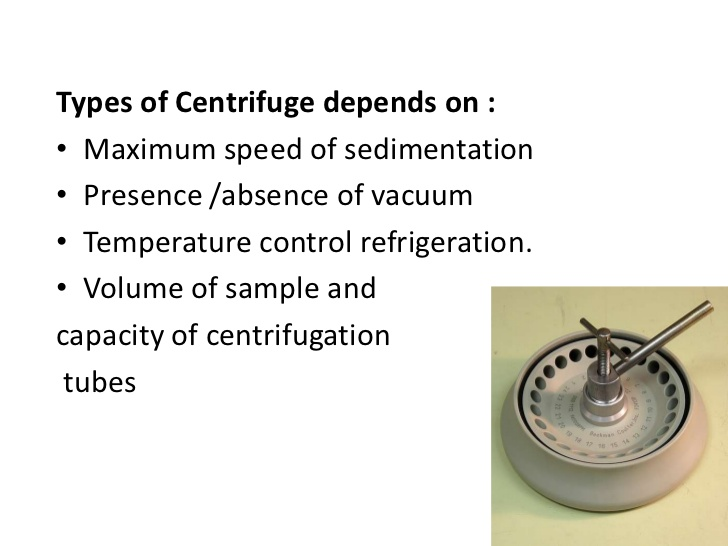 Types of Centrifuge depends on :
• Maximum speed of sedimentation
• Presence /absence of vacuum
• Temperature control refrigeration.
• Volume of sample and
capacity of centrifugation
tubes